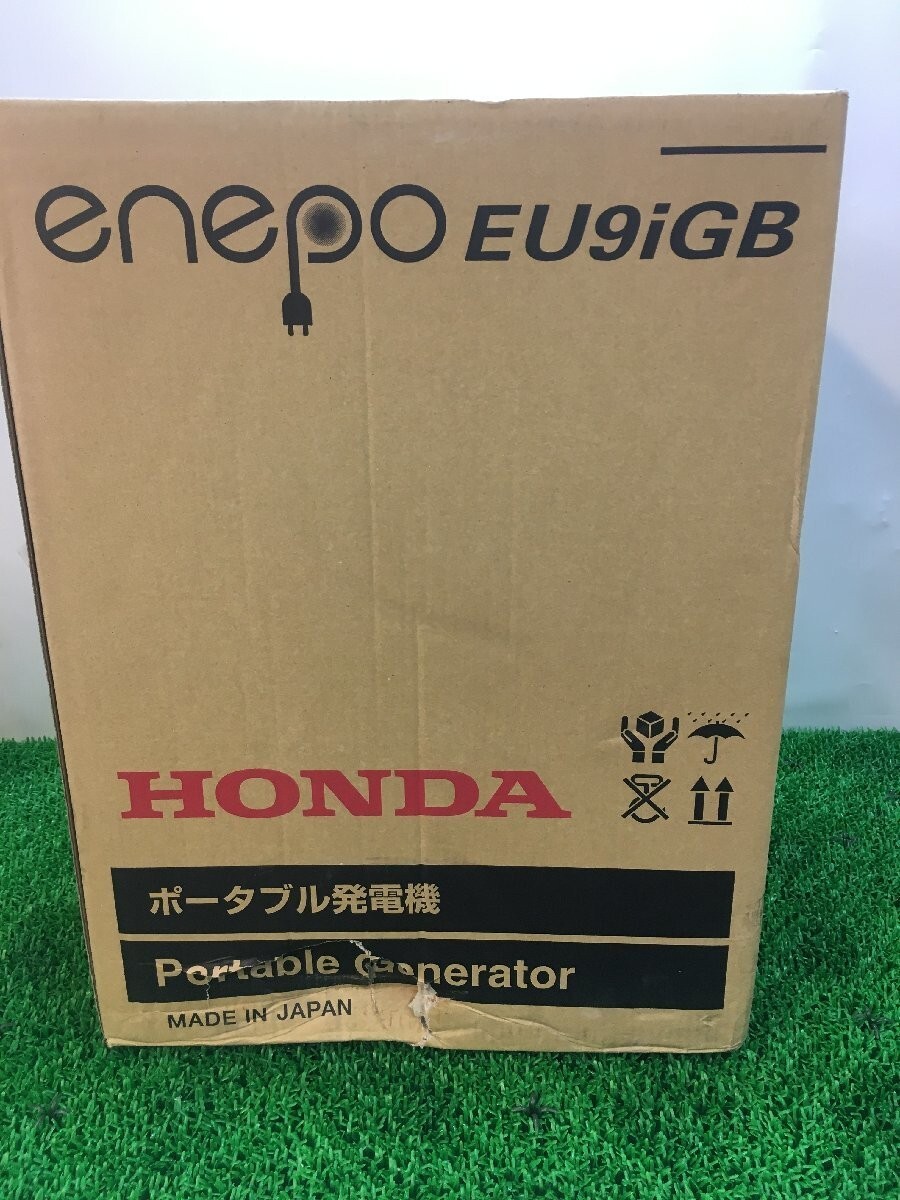 enepo EU9iGB
HONDA
ポータブル発電機
Portable Generator
MADE IN JAPAN